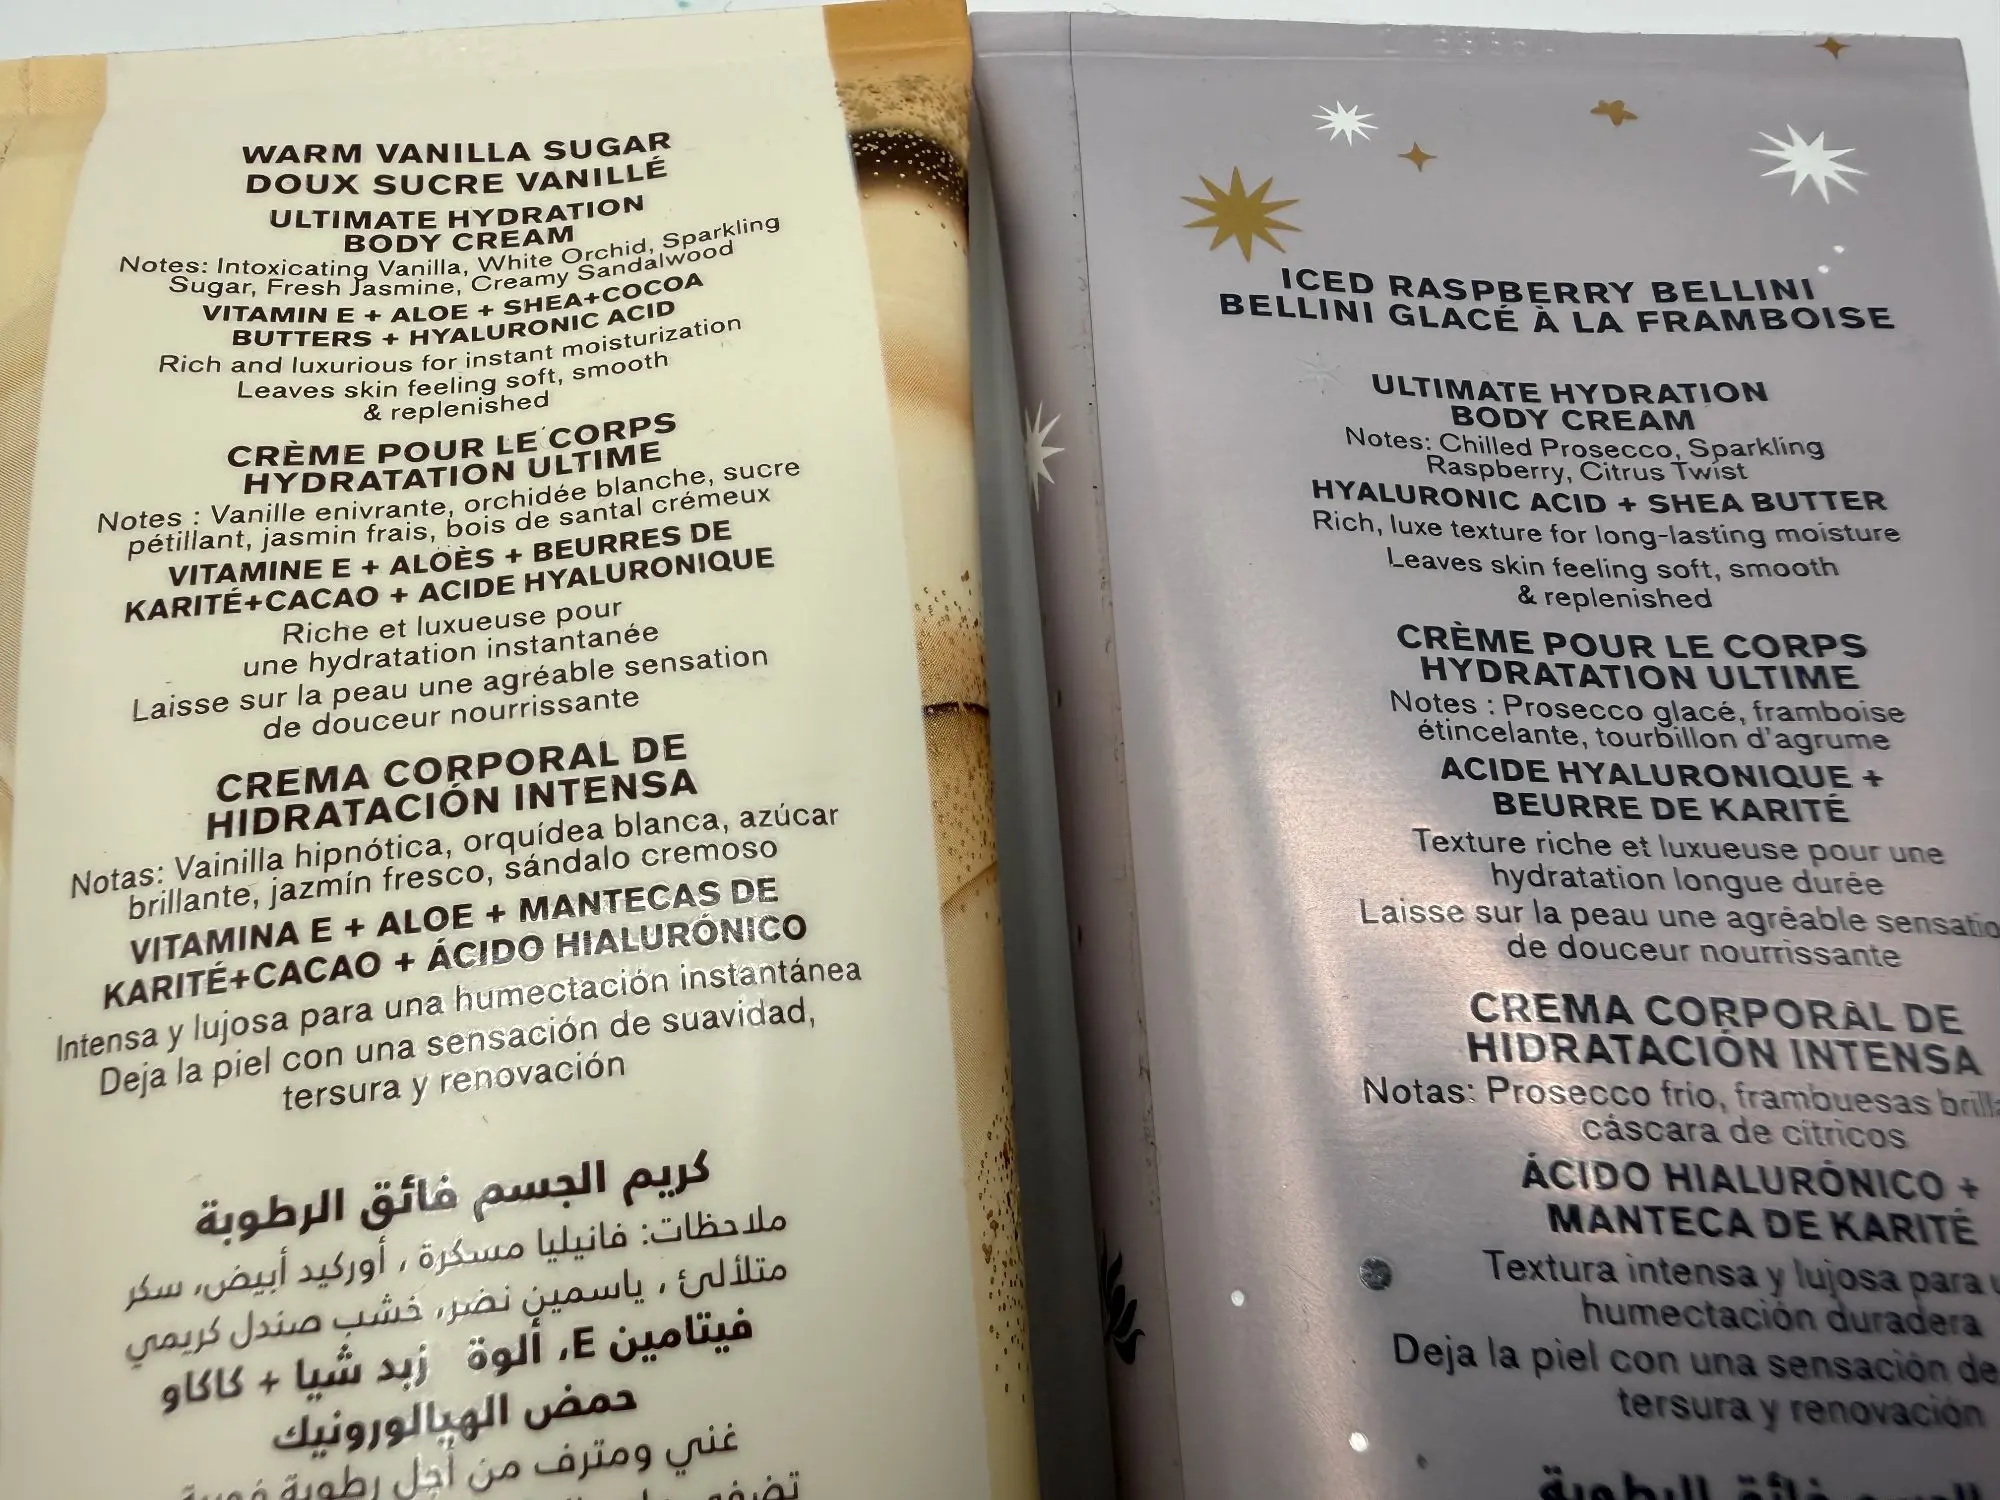 WARM VANILLA SUGAR
DOUX SUCRE VANILLÉ
ULTIMATE HYDRATION
BODY CREAM
Notes: Intoxicating Vanilla, White Orchid, Sparkling
Sugar, Fresh Jasmine, Creamy Sandalwood
VITAMIN E + ALOE + SHEA+COCOA
BUTTERS + HYALURONIC ACID
Rich and luxurious for instant moisturization
Leaves skin feeling soft, smooth
& replenished
CRÈME POUR LE CORPS
HYDRATATION ULTIME
Notes : Vanille enivrante, orchidée blanche, sucre
pétillant, jasmin frais, bois de santal crémeux
VITAMINE E + ALOÈS + BEURRES DE
KARITÉ+CACAO + ACIDE HYALURONIQUE
Riche et luxueuse pour
une hydratation instantanée
Laisse sur la peau une agréable sensation
de douceur nourrissante
CREMA CORPORAL DE
HIDRATACIÓN INTENSA
Notas: Vainilla hipnótica, orquídea blanca, azúcar
brillante, jazmín fresco, sándalo cremoso
VITAMINA E + ALOE + MANTECAS DE
KARITÉ+CACAO + ÁCIDO HIALURÓNICO
Intensa y lujosa para una humectación instantánea
Deja la piel con una sensación de suavidad,
tersura y renovación
كريم الجسم فائق الرطوبة
ملاحظات: فانيليا مسكرة ، أوركيد أبيض، سكر
متلألئ ، ياسمين نضر، خشب صندل كريمي
فيتامين E، ألوة زبد شيا + كاكاو
حمض الهيالورونيك
غني ومترف من أجل رطوبة فورية
ICED RASPBERRY BELLINI
BELLINI GLACÉ À LA FRAMBOISE
ULTIMATE HYDRATION
BODY CREAM
Notes: Chilled Prosecco, Sparkling
Raspberry, Citrus Twist
HYALURONIC ACID + SHEA BUTTER
Rich, luxe texture for long-lasting moisture
Leaves skin feeling soft, smooth
& replenished
CRÈME POUR LE CORPS
HYDRATATION ULTIME
Notes : Prosecco glacé, framboise
étincelante, tourbillon d'agrume
ACIDE HYALURONIQUE +
BEURRE DE KARITÉ
Texture riche et luxueuse pour une
hydratation longue durée
Laisse sur la peau une agréable
de douceur nourrissante
CREMA CORPORAL DE
HIDRATACIÓN INTENSA
Notas: Prosecco frío, frambuesas
cáscara de cítricos
ÁCIDO HIALURÓNICO +
MANTECA DE KARITÉ
Textura intensa y lujosa para
humectación duradera
Deja la piel con una sensación de
tersura y renovación
الجسم فائق الرطوبة